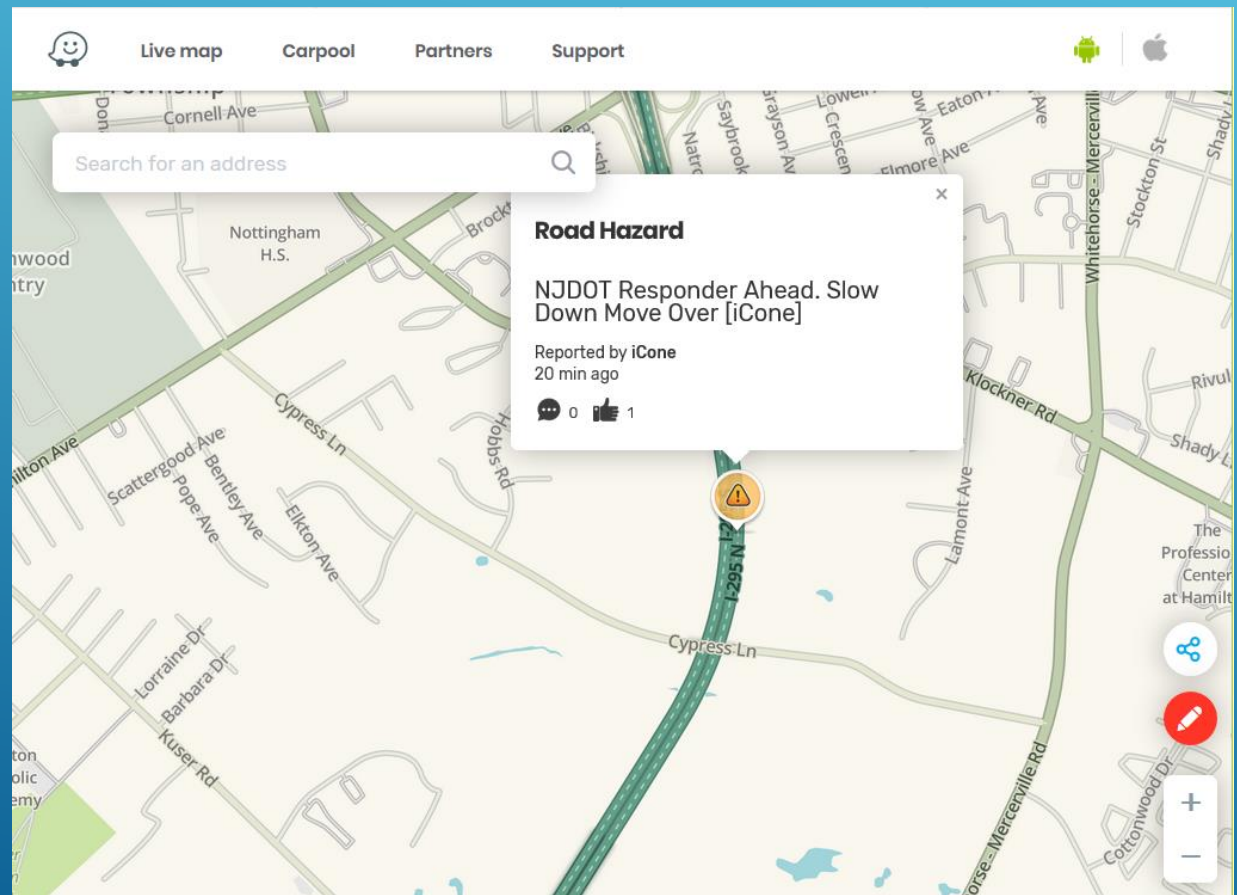 Live map
Carpool
Partners
Support
Township
Cornell Ave
Search for an address
Nottingham
H.S.
Saybrook
Elmore Ave
Whitehorse - Mercerville
Stockton St
Road Hazard
NJDOT Responder Ahead. Slow
Down Move Over [iCone]
Reported by iCone
20 min ago
0
1
Klockner Rd
Cypress Ln
Hobbs Rd
Scattergood Ave
Bentley Ave
Pope Ave
Elkton Ave
Lamont Ave
I-295 N
The
Center
Cypress Ln
Lorraine Dr
Barbara Dr
Kuser Rd
Cottonwood Dr